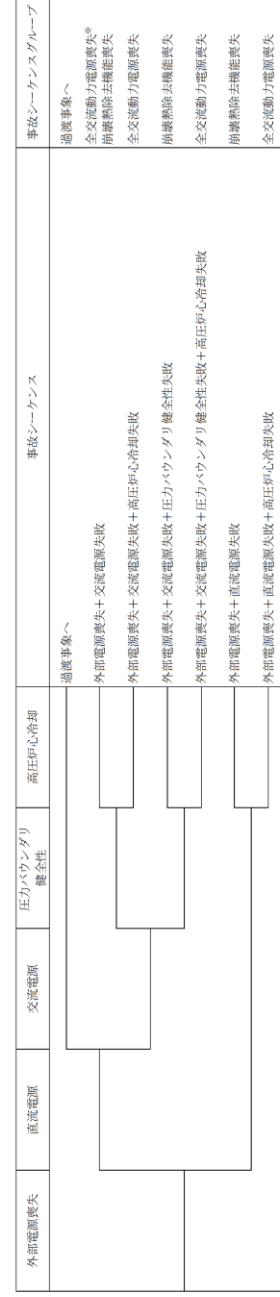 外部電源喪失
直流電源
交流電源
圧力バウンダリ
健全性
高圧炉心冷却
事故シーケンス
事故シーケンスグループ
過渡事象へ
過渡事象へ
外部電源喪失＋交流電源失敗
全交流動力電源喪失※
崩壊熱除去機能喪失
外部電源喪失＋交流電源失敗＋高圧炉心冷却失敗
全交流動力電源喪失
外部電源喪失＋交流電源失敗＋圧力バウンダリ健全性失敗
崩壊熱除去機能喪失
外部電源喪失＋交流電源失敗＋圧力バウンダリ健全性失敗＋高圧炉心冷却失敗
全交流動力電源喪失
外部電源喪失＋直流電源失敗
崩壊熱除去機能喪失
外部電源喪失＋直流電源失敗＋高圧炉心冷却失敗
全交流動力電源喪失